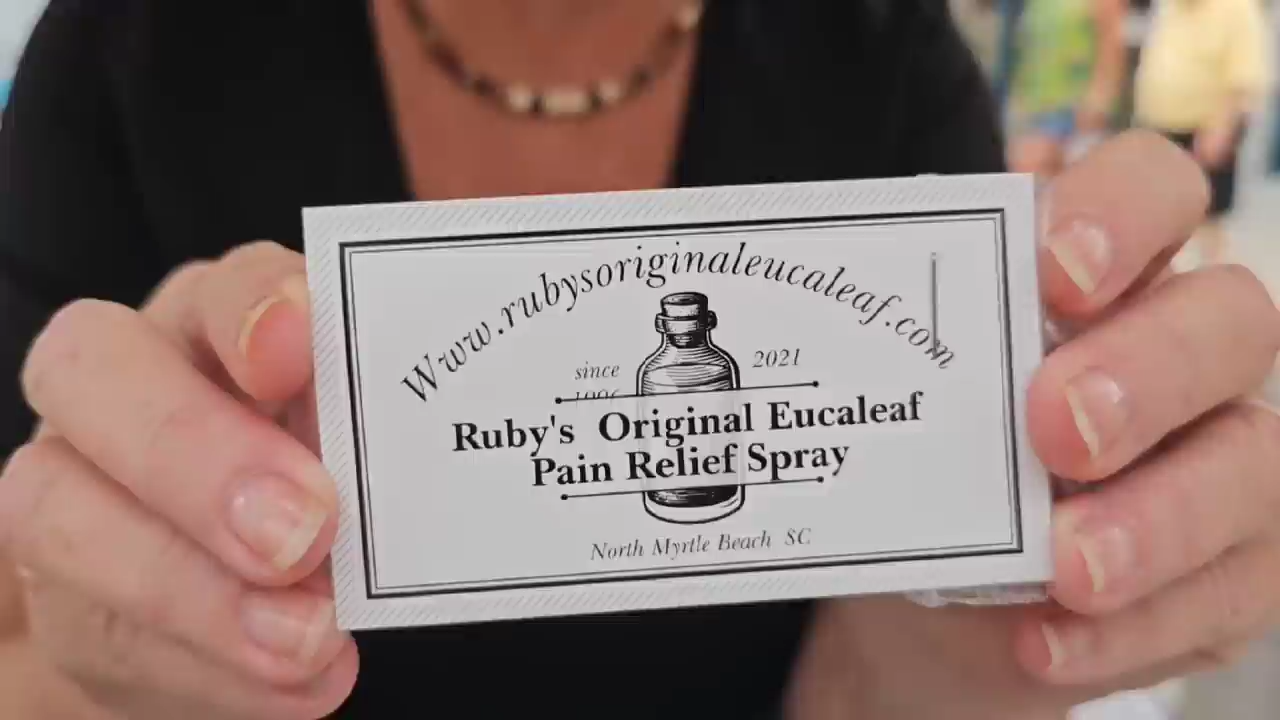 Www.rubysoriginaleucaleaf.com
since 2021
Ruby's Original Eucaleaf
Pain Relief Spray
North Myrtle Beach SC